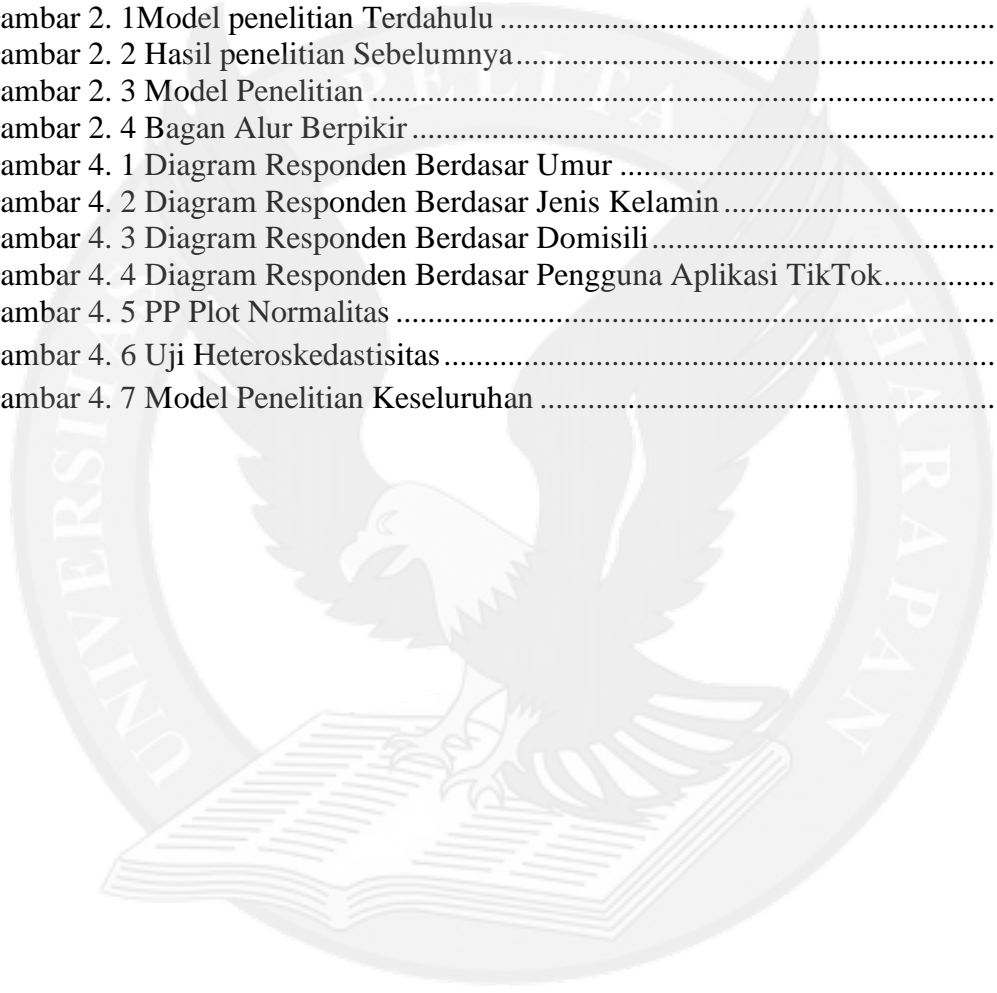 ambar 2. 1Model penelitian Terdahulu ..............................................................
ambar 2. 2 Hasil penelitian Sebelumnya............................................................
ambar 2. 3 Model Penelitian ..............................................................................
ambar 2. 4 Bagan Alur Berpikir .........................................................................
ambar 4. 1 Diagram Responden Berdasar Umur ...............................................
ambar 4. 2 Diagram Responden Berdasar Jenis Kelamin ..................................
ambar 4. 3 Diagram Responden Berdasar Domisili...........................................
ambar 4. 4 Diagram Responden Berdasar Pengguna Aplikasi TikTok..............
ambar 4. 5 PP Plot Normalitas ...........................................................................
ambar 4. 6 Uji Heteroskedastisitas .....................................................................
ambar 4. 7 Model Penelitian Keseluruhan .........................................................
UNIVERSITAS PELITA HARAPAN